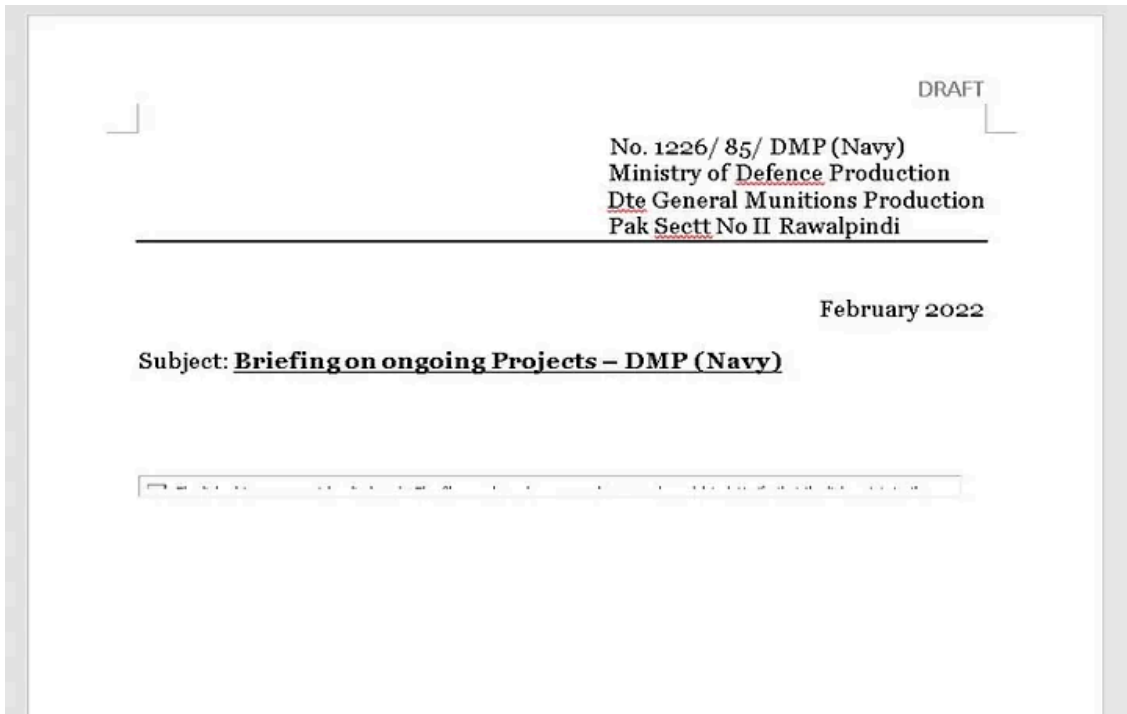 DRAFT
No. 1226/ 85/ DMP (Navy)
Ministry of Defence Production
Dte General Munitions Production
Pak Sectt No II Rawalpindi
February 2022
Subject: Briefing on ongoing Projects – DMP (Navy)